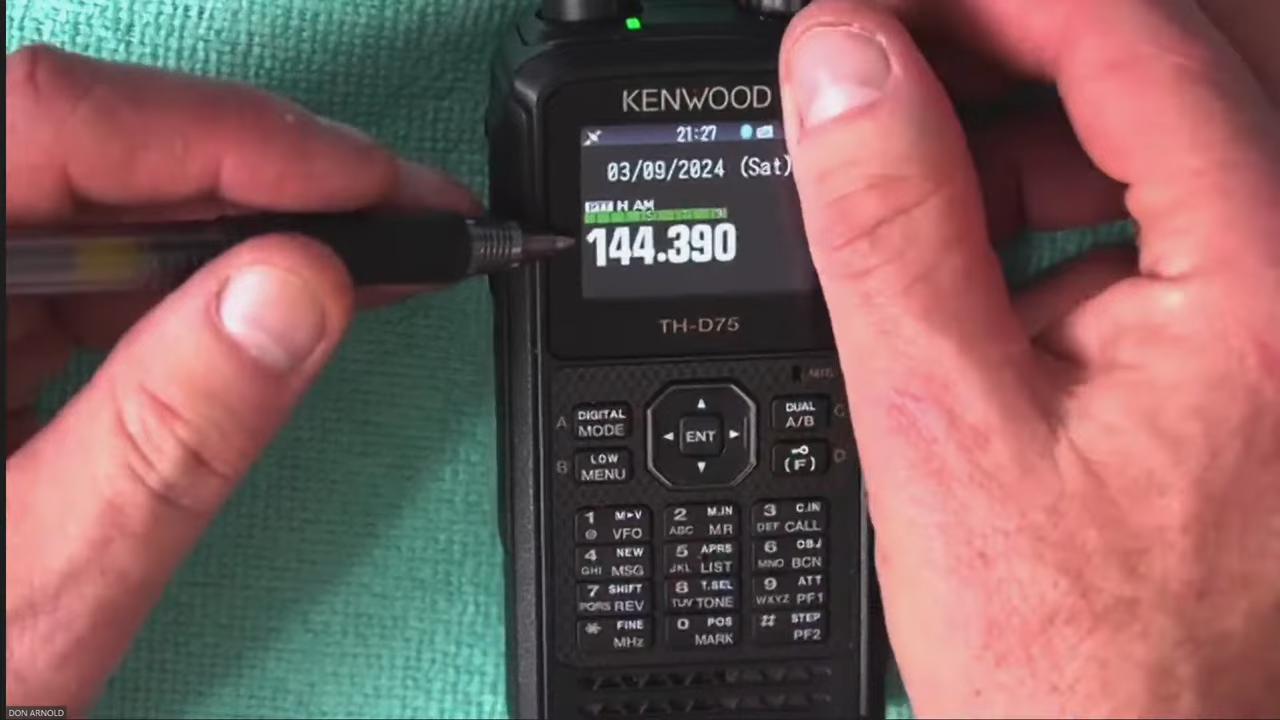 KENWOOD
21:27
03/09/2024 (Sat)
PTT H AM
144.390
TH-D75
A DIGITAL MODE
DUAL A/B C
ENT
B LOW MENU
(F) D
1 M►V VFO
2 M.IN ABC MR
3 C.IN DEF CALL
4 NEW GHI MSG
5 APRS JKL LIST
6 OBJ MNO BCN
7 SHIFT PQRS REV
8 T.SEL TUV TONE
9 ATT WXYZ PF1
* FINE MHz
0 POS MARK
# STEP PF2
DON ARNOLD